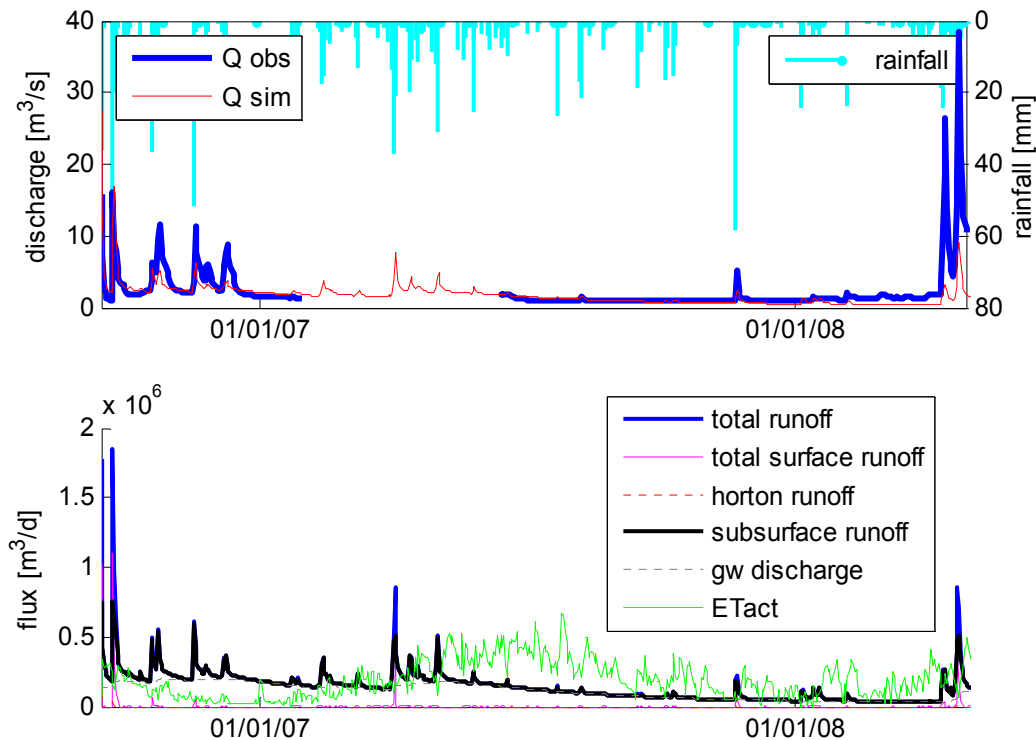 40
30
20
10
0
discharge [m³/s]
Q obs
Q sim
rainfall
0
20
40
60
80
rainfall [mm]
01/01/07
01/01/08
x 10⁶
2
1.5
1
0.5
0
flux [m³/d]
total runoff
total surface runoff
horton runoff
subsurface runoff
gw discharge
ETact
01/01/07
01/01/08